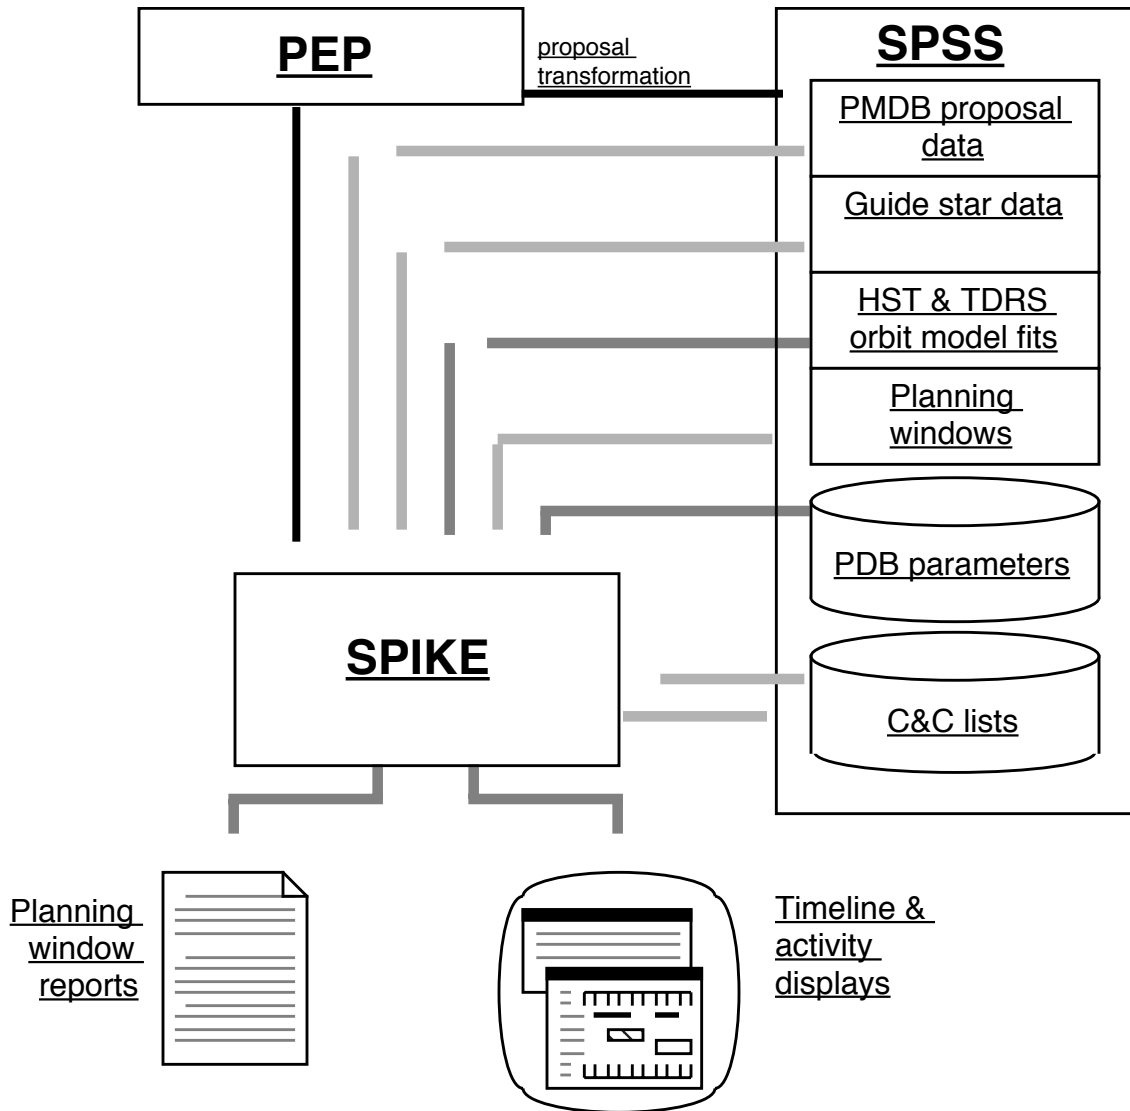 PEP
proposal
transformation
SPSS
PMDB proposal
data
Guide star data
HST & TDRS
orbit model fits
Planning
windows
PDB parameters
SPIKE
C&C lists
Planning
window
reports
Timeline &
activity
displays